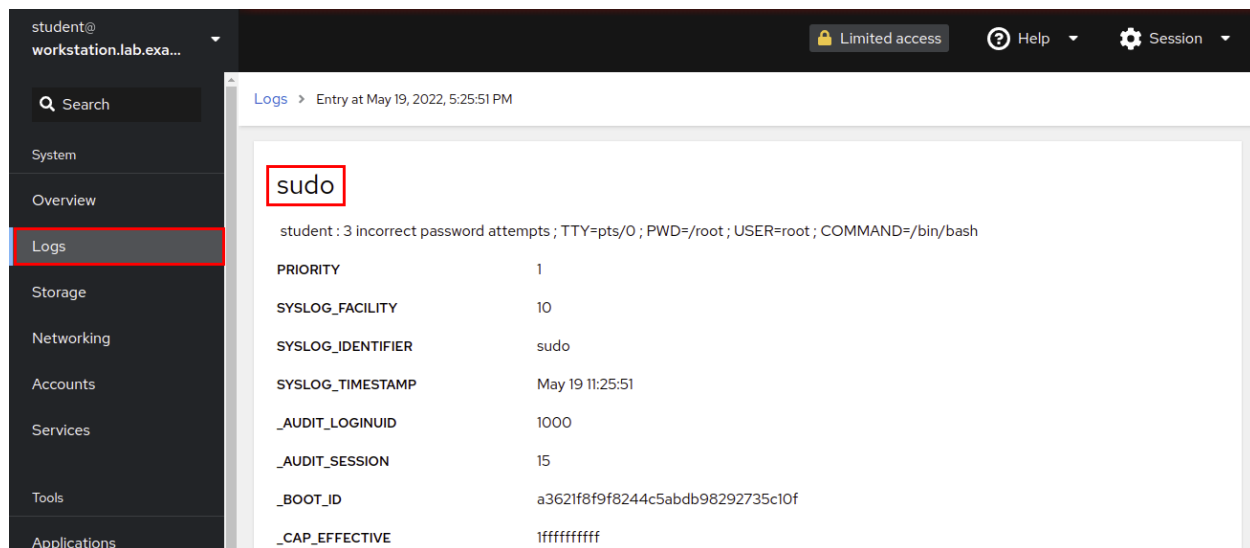 student@
workstation.lab.exa...
Limited access
Help
Session
Search
Logs > Entry at May 19, 2022, 5:25:51 PM
System
Overview
Logs
Storage
Networking
Accounts
Services
Tools
Applications
sudo
student : 3 incorrect password attempts ; TTY=pts/0 ; PWD=/root ; USER=root ; COMMAND=/bin/bash
PRIORITY 1
SYSLOG_FACILITY 10
SYSLOG_IDENTIFIER sudo
SYSLOG_TIMESTAMP May 19 11:25:51
_AUDIT_LOGINUID 1000
_AUDIT_SESSION 15
_BOOT_ID a3621f8f9f8244c5abdb98292735c10f
_CAP_EFFECTIVE 1ffffffffff